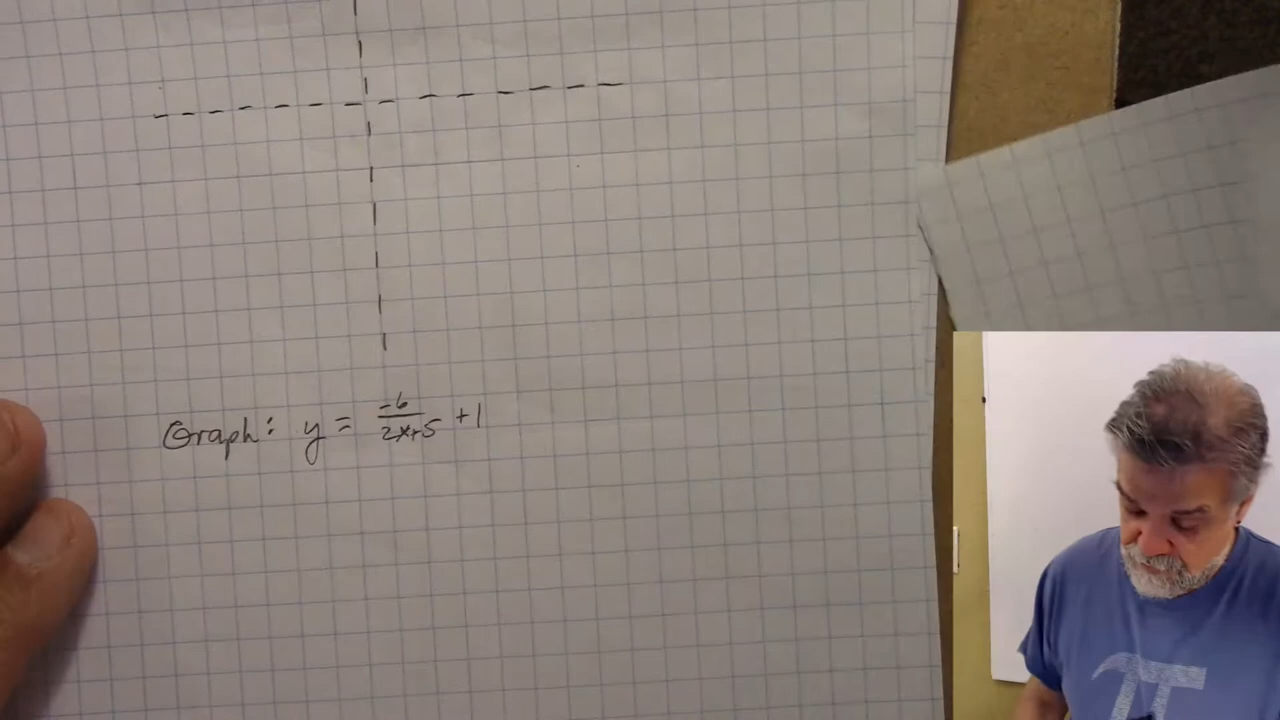 Graph: y = -6/(2x+5) + 1
π